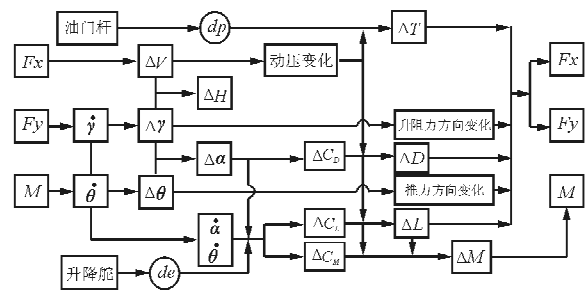 油门杆 dp ΔT
Fx ΔV 动压变化 Fx
ΔH
Fy γ̇ Δγ 升阻力方向变化 Fy
Δα ΔC_D ΔD
M θ̇ Δθ 推力方向变化 M
α̇ ΔC_L ΔL
θ̇ ΔC_M ΔM
升降舵 de